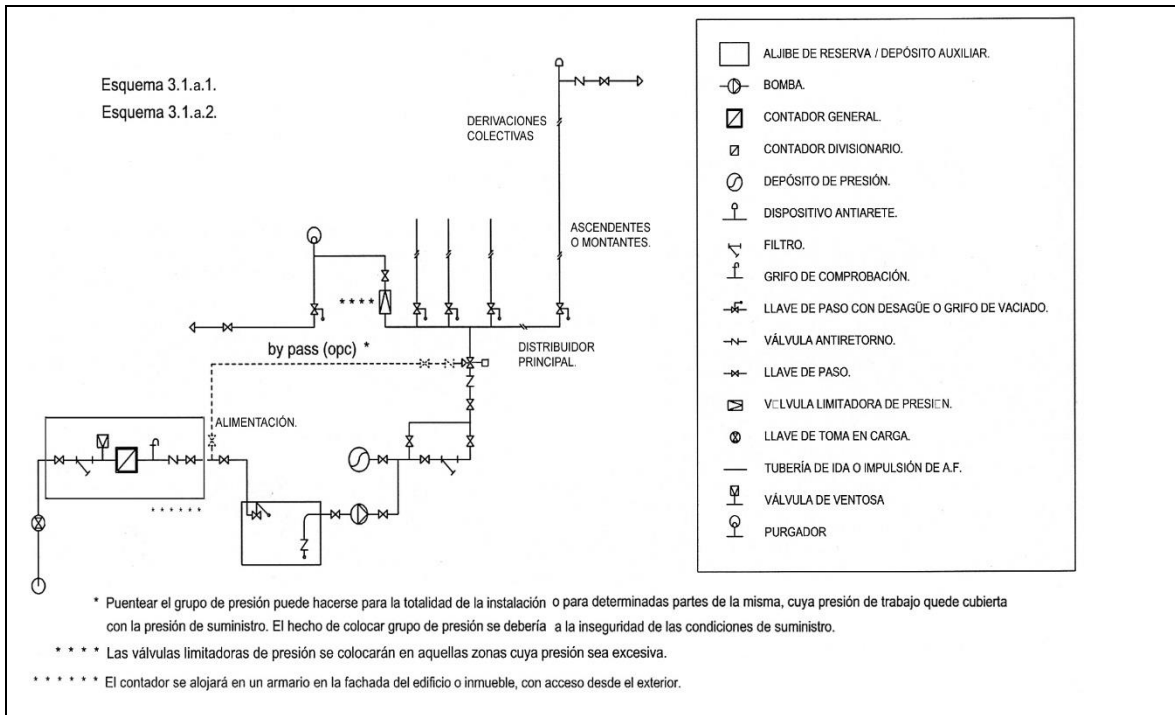 Esquema 3.1.a.1.
Esquema 3.1.a.2.
DERIVACIONES
COLECTIVAS
ASCENDENTES
O MONTANTES.
* * * *
by pass (opc) *
DISTRIBUIDOR
PRINCIPAL.
ALIMENTACIÓN.
* * * * * *
ALJIBE DE RESERVA / DEPÓSITO AUXILIAR.
BOMBA.
CONTADOR GENERAL.
CONTADOR DIVISIONARIO.
DEPÓSITO DE PRESIÓN.
DISPOSITIVO ANTIARETE.
FILTRO.
GRIFO DE COMPROBACIÓN.
LLAVE DE PASO CON DESAGÜE O GRIFO DE VACIADO.
VÁLVULA ANTIRETORNO.
LLAVE DE PASO.
V□LVULA LIMITADORA DE PRESI□N.
LLAVE DE TOMA EN CARGA.
TUBERÍA DE IDA O IMPULSIÓN DE A.F.
VÁLVULA DE VENTOSA
PURGADOR
* Puentear el grupo de presión puede hacerse para la totalidad de la instalación o para determinadas partes de la misma, cuya presión de trabajo quede cubierta
con la presión de suministro. El hecho de colocar grupo de presión se debería a la inseguridad de las condiciones de suministro.
* * * * Las válvulas limitadoras de presión se colocarán en aquellas zonas cuya presión sea excesiva.
* * * * * * El contador se alojará en un armario en la fachada del edificio o inmueble, con acceso desde el exterior.